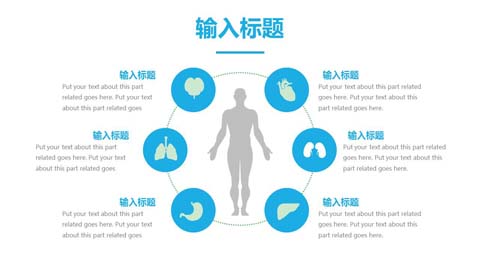 输入标题
输入标题
Put your text about this part
related goes here. Put your text
about this part related goes
输入标题
Put your text about this part related
goes here. Put your text about this
part related goes here.
输入标题
Put your text about this part
related goes here. Put your text
about this part related goes
输入标题
Put your text about this part related
goes here. Put your text about this
part related goes here.
输入标题
Put your text about this part
related goes here. Put your text
about this part related goes here.
输入标题
Put your text about this part related
goes here. Put your text about this
part related goes here.